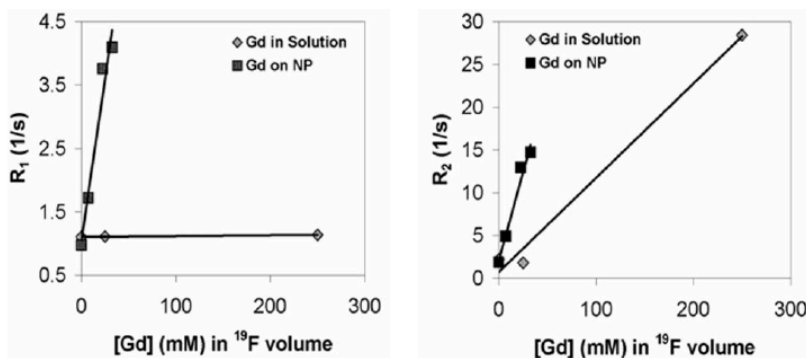 4.5
3.5
2.5
1.5
0.5
R1 (1/s)
Gd in Solution
Gd on NP
0 100 200 300
[Gd] (mM) in 19F volume
30
25
20
15
10
5
0
R2 (1/s)
Gd in Solution
Gd on NP
0 100 200 300
[Gd] (mM) in 19F volume